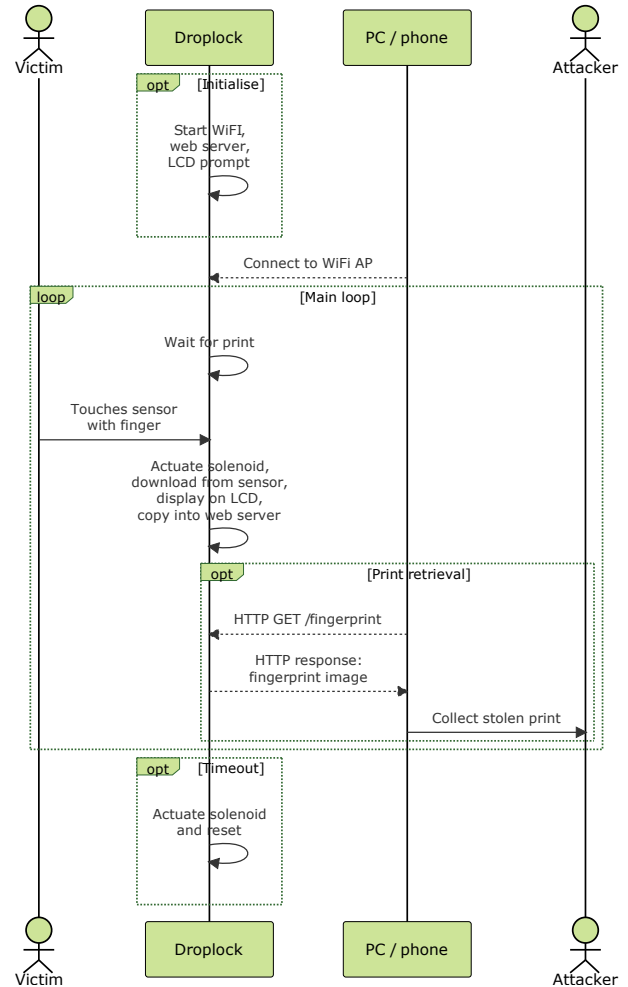 Droplock
PC / phone
Victim
Attacker
opt
[Initialise]
Start WiFI,
web server,
LCD prompt
Connect to WiFi AP
loop
[Main loop]
Wait for print
Touches sensor
with finger
Actuate solenoid,
download from sensor,
display on LCD,
copy into web server
opt
[Print retrieval]
HTTP GET /fingerprint
HTTP response:
fingerprint image
Collect stolen print
opt
[Timeout]
Actuate solenoid
and reset
Droplock
PC / phone
Victim
Attacker